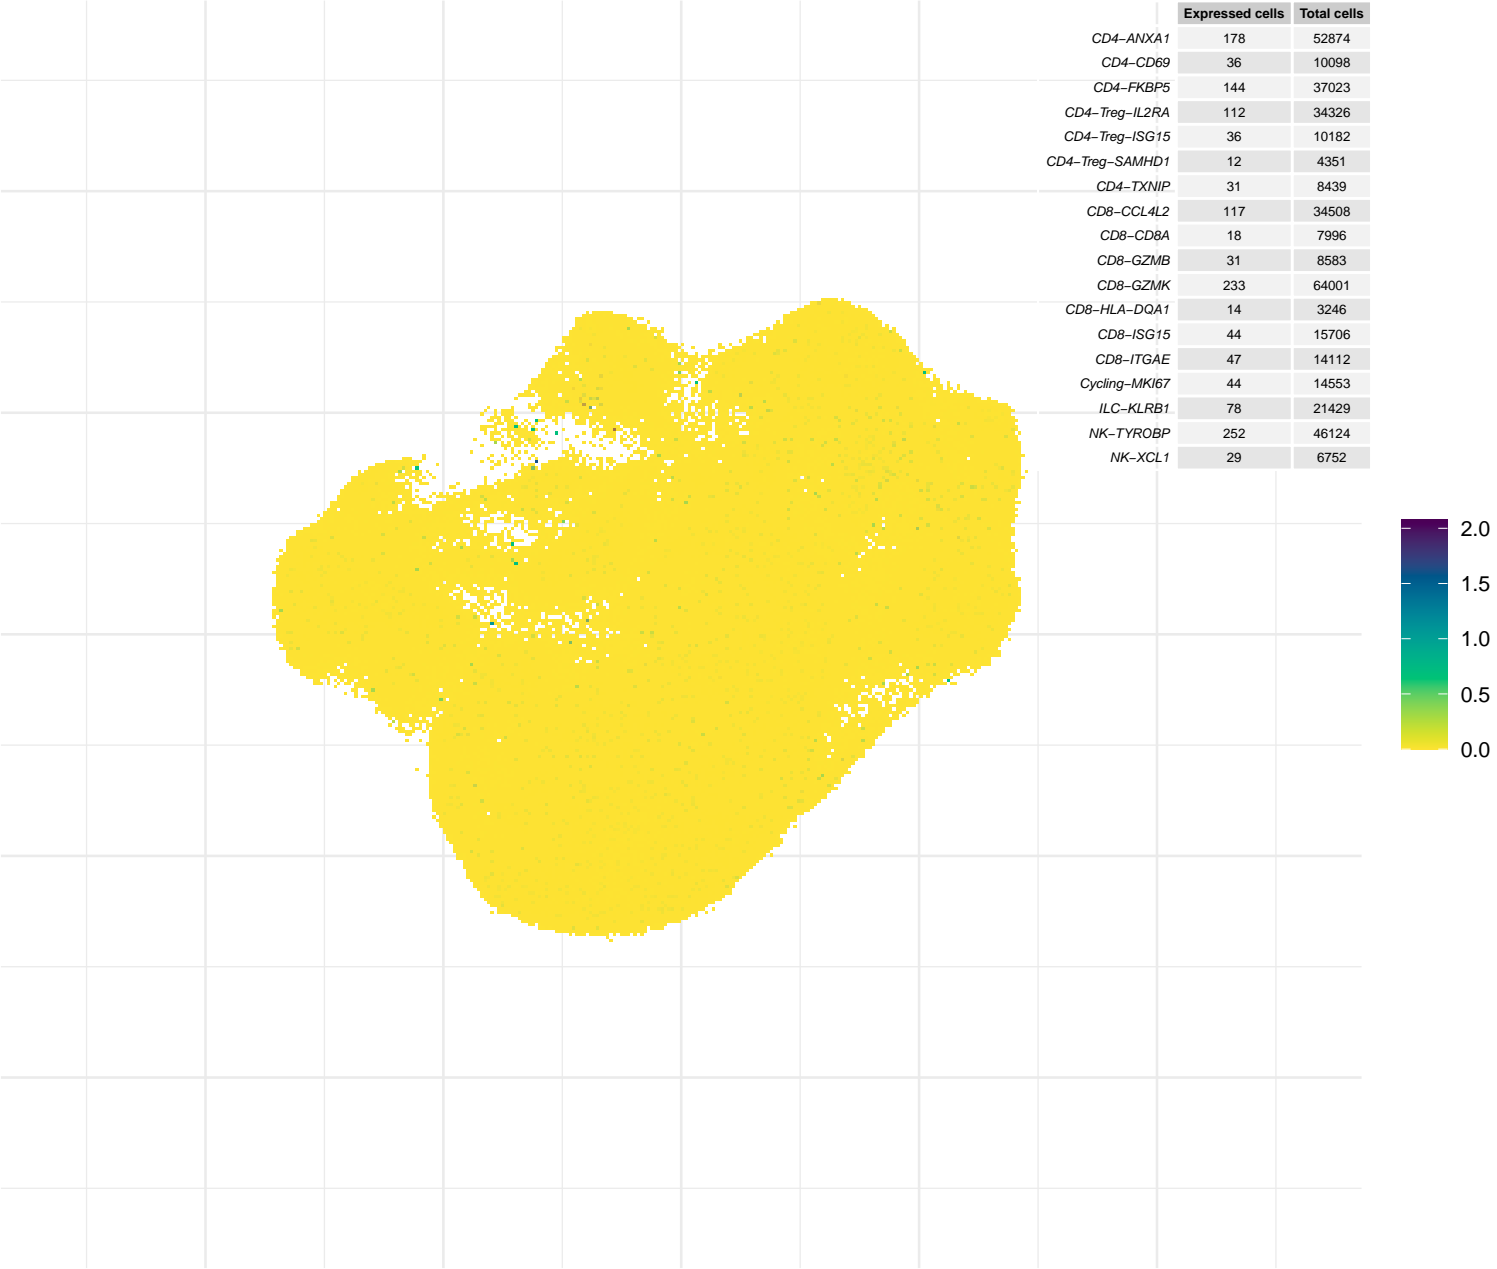 Expressed cells Total cells
CD4−ANXA1 178 52874
CD4−CD69 36 10098
CD4−FKBP5 144 37023
CD4−Treg−IL2RA 112 34326
CD4−Treg−ISG15 36 10182
CD4−Treg−SAMHD1 12 4351
CD4−TXNIP 31 8439
CD8−CCL4L2 117 34508
CD8−CD8A 18 7996
CD8−GZMB 31 8583
CD8−GZMK 233 64001
CD8−HLA−DQA1 14 3246
CD8−ISG15 44 15706
CD8−ITGAE 47 14112
Cycling−MKI67 44 14553
ILC−KLRB1 78 21429
NK−TYROBP 252 46124
NK−XCL1 29 6752
2.0
1.5
1.0
0.5
0.0